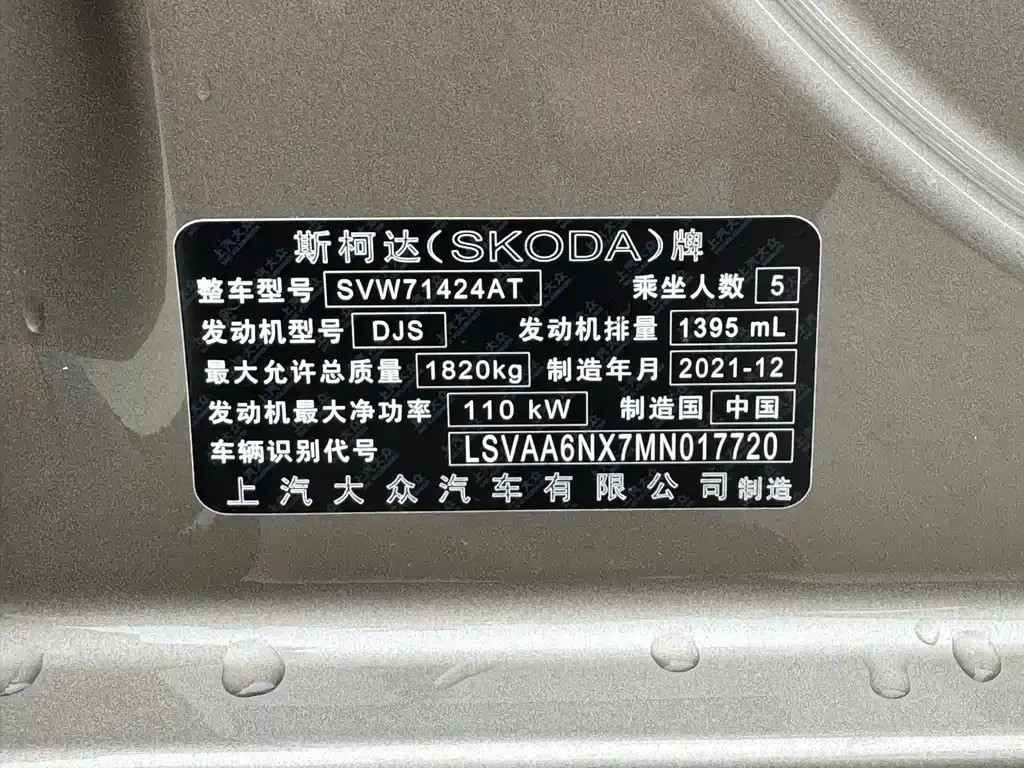 斯柯达(SKODA)牌
整车型号 SVW71424AT 乘坐人数 5
发动机型号 DJS 发动机排量 1395 mL
最大允许总质量 1820kg 制造年月 2021-12
发动机最大净功率 110 kW 制造国 中国
车辆识别代号 LSVAA6NX7MN017720
上汽大众汽车有限公司制造